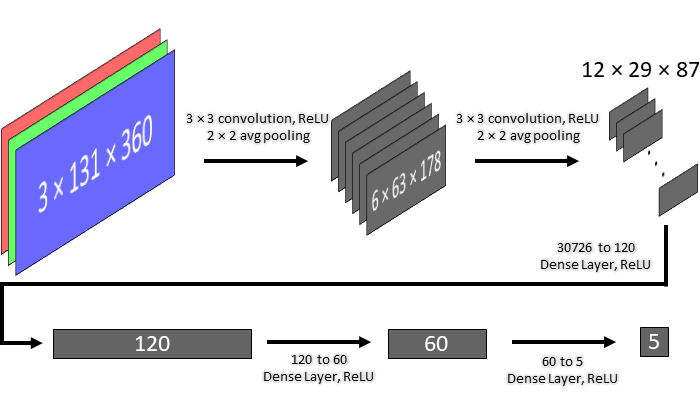 12 × 29 × 87
3 × 3 convolution, ReLU
2 × 2 avg pooling
3 × 3 convolution, ReLU
2 × 2 avg pooling
3 × 131 × 360
6 × 63 × 178
30726 to 120
Dense Layer, ReLU
120
60
5
120 to 60
Dense Layer, ReLU
60 to 5
Dense Layer, ReLU